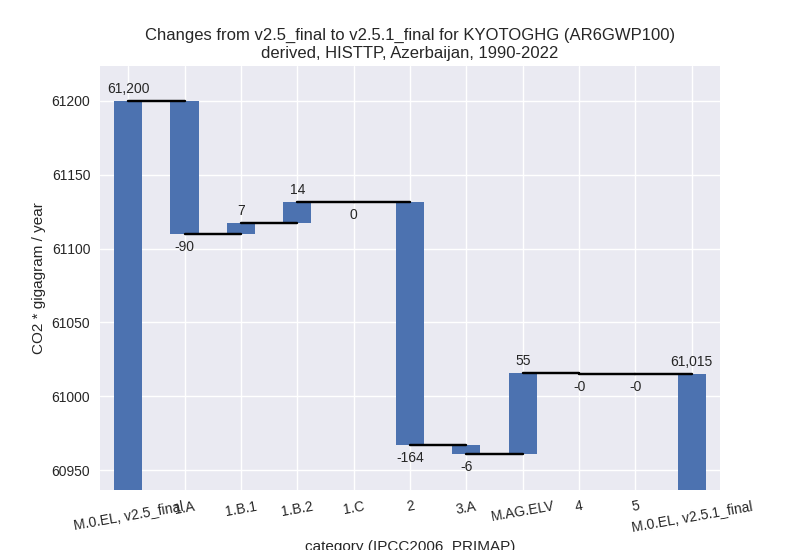 Changes from v2.5_final to v2.5.1_final for KYOTOGHG (AR6GWP100)
derived, HISTTP, Azerbaijan, 1990-2022
CO2 * gigagram / year
61200
61150
61100
61050
61000
60950
61,200
-90
7
14
0
-164
-6
55
-0
-0
61,015
M.0.EL, v2.5_final
1.A
1.B.1
1.B.2
1.C
2
3.A
M.AG.ELV
4
5
M.0.EL, v2.5.1_final
category (IPCC2006_PRIMAP)